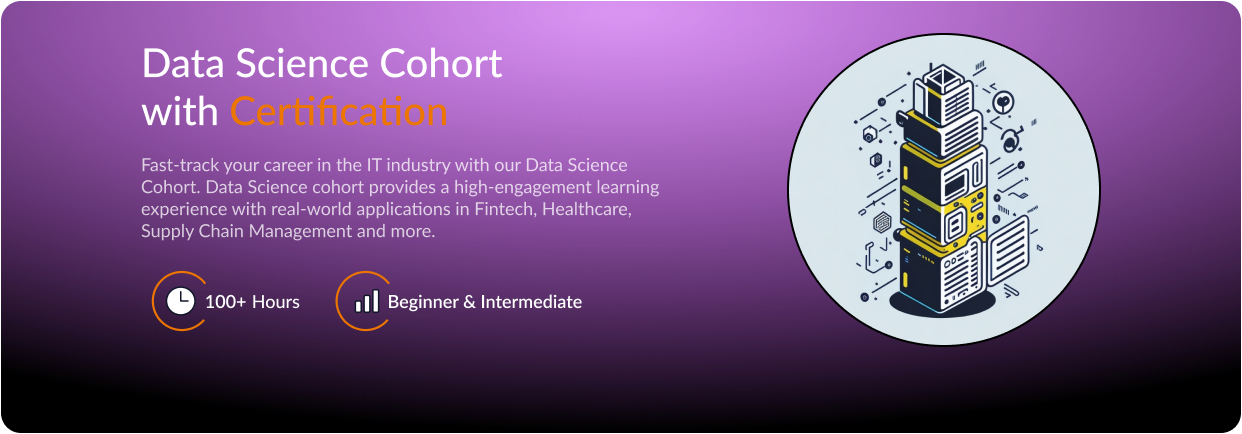 Data Science Cohort
with Certification
Fast-track your career in the IT industry with our Data Science
Cohort. Data Science cohort provides a high-engagement learning
experience with real-world applications in Fintech, Healthcare,
Supply Chain Management and more.
100+ Hours
Beginner & Intermediate